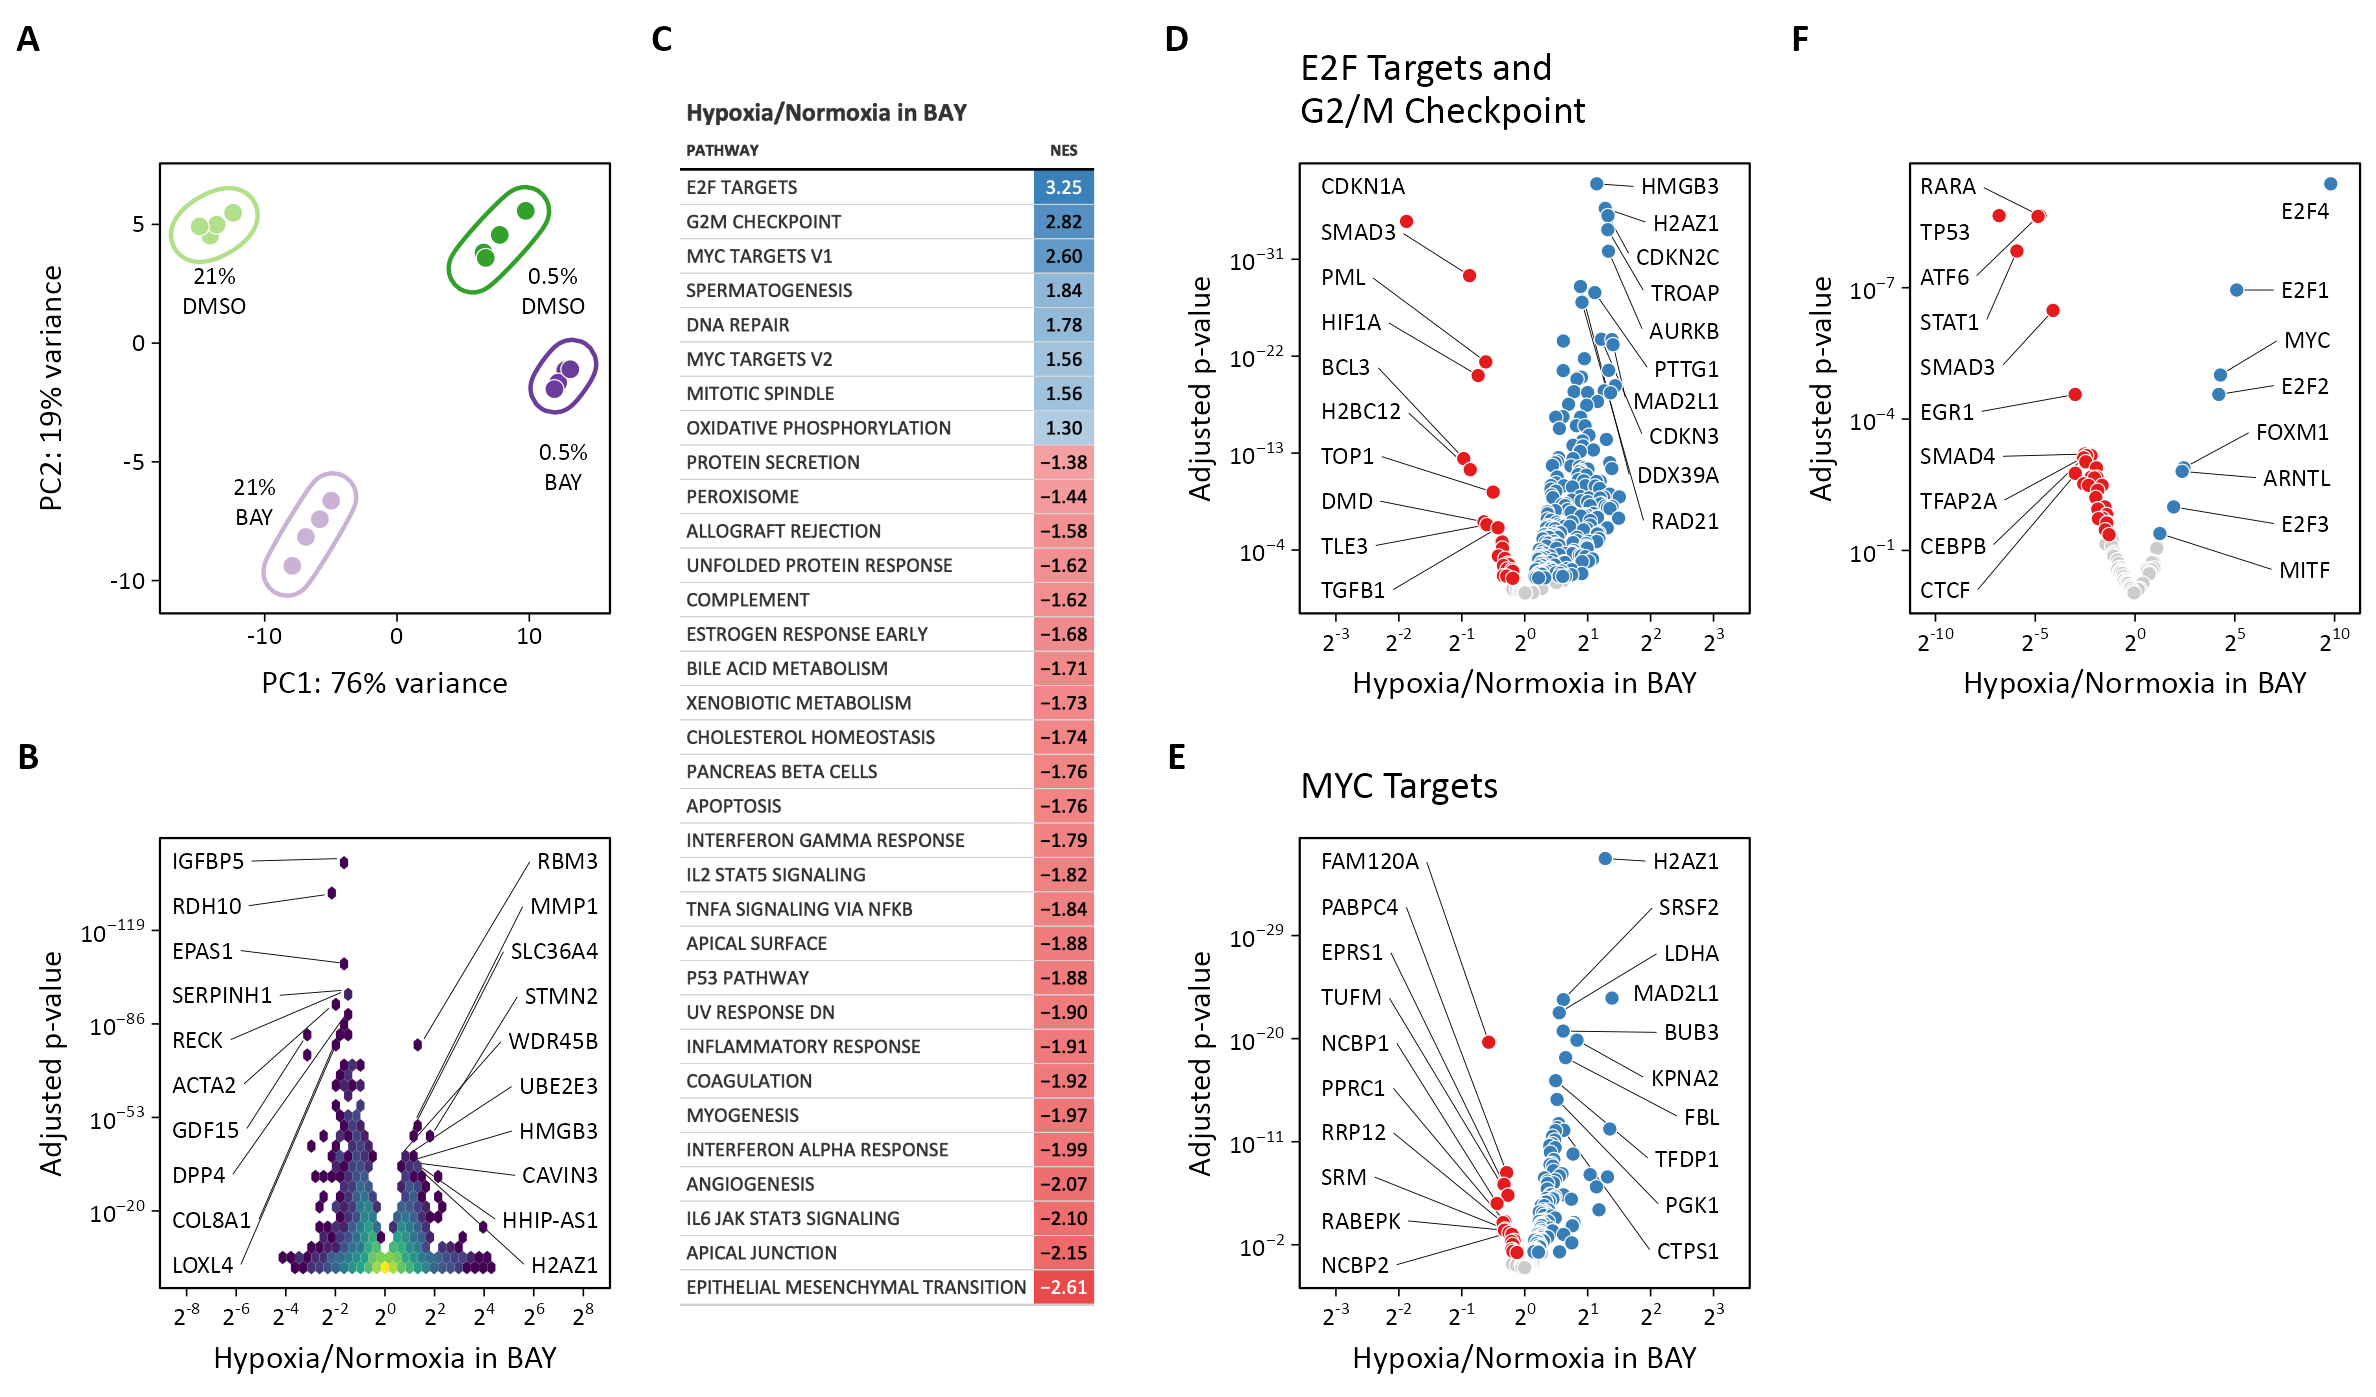 A
5
0
-5
-10
-10
0
10
PC2: 19% variance
PC1: 76% variance
21%
DMSO
0.5%
DMSO
0.5%
BAY
21%
BAY
B
IGFBP5
RDH10
EPAS1
SERPINH1
RECK
ACTA2
GDF15
DPP4
COL8A1
LOXL4
RBM3
MMP1
SLC36A4
STMN2
WDR45B
UBE2E3
HMGB3
CAVIN3
HHIP-AS1
H2AZ1
10⁻¹¹⁹
10⁻⁸⁶
10⁻⁵³
10⁻²⁰
Adjusted p-value
2⁻⁸ 2⁻⁶ 2⁻⁴ 2⁻² 2⁰ 2² 2⁴ 2⁶ 2⁸
Hypoxia/Normoxia in BAY
C
Hypoxia/Normoxia in BAY
PATHWAY NES
E2F TARGETS 3.25
G2M CHECKPOINT 2.82
MYC TARGETS V1 2.60
SPERMATOGENESIS 1.84
DNA REPAIR 1.78
MYC TARGETS V2 1.56
MITOTIC SPINDLE 1.56
OXIDATIVE PHOSPHORYLATION 1.30
PROTEIN SECRETION −1.38
PEROXISOME −1.44
ALLOGRAFT REJECTION −1.58
UNFOLDED PROTEIN RESPONSE −1.62
COMPLEMENT −1.62
ESTROGEN RESPONSE EARLY −1.68
BILE ACID METABOLISM −1.71
XENOBIOTIC METABOLISM −1.73
CHOLESTEROL HOMEOSTASIS −1.74
PANCREAS BETA CELLS −1.76
APOPTOSIS −1.76
INTERFERON GAMMA RESPONSE −1.79
IL2 STAT5 SIGNALING −1.82
TNFA SIGNALING VIA NFKB −1.84
APICAL SURFACE −1.88
P53 PATHWAY −1.88
UV RESPONSE DN −1.90
INFLAMMATORY RESPONSE −1.91
COAGULATION −1.92
MYOGENESIS −1.97
INTERFERON ALPHA RESPONSE −1.99
ANGIOGENESIS −2.07
IL6 JAK STAT3 SIGNALING −2.10
APICAL JUNCTION −2.15
EPITHELIAL MESENCHYMAL TRANSITION −2.61
D
E2F Targets and
G2/M Checkpoint
CDKN1A
SMAD3
PML
HIF1A
BCL3
H2BC12
TOP1
DMD
TLE3
TGFB1
HMGB3
H2AZ1
CDKN2C
TROAP
AURKB
PTTG1
MAD2L1
CDKN3
DDX39A
RAD21
10⁻³¹
10⁻²²
10⁻¹³
10⁻⁴
Adjusted p-value
2⁻³ 2⁻² 2⁻¹ 2⁰ 2¹ 2² 2³
Hypoxia/Normoxia in BAY
E
MYC Targets
FAM120A
PABPC4
EPRS1
TUFM
NCBP1
PPRC1
RRP12
SRM
RABEPK
NCBP2
H2AZ1
SRSF2
LDHA
MAD2L1
BUB3
KPNA2
FBL
TFDP1
PGK1
CTPS1
10⁻²⁹
10⁻²⁰
10⁻¹¹
10⁻²
Adjusted p-value
2⁻³ 2⁻² 2⁻¹ 2⁰ 2¹ 2² 2³
Hypoxia/Normoxia in BAY
F
RARA
TP53
ATF6
STAT1
SMAD3
EGR1
SMAD4
TFAP2A
CEBPB
CTCF
E2F4
E2F1
MYC
E2F2
FOXM1
ARNTL
E2F3
MITF
10⁻⁷
10⁻⁴
10⁻¹
Adjusted p-value
2⁻¹⁰ 2⁻⁵ 2⁰ 2⁵ 2¹⁰
Hypoxia/Normoxia in BAY